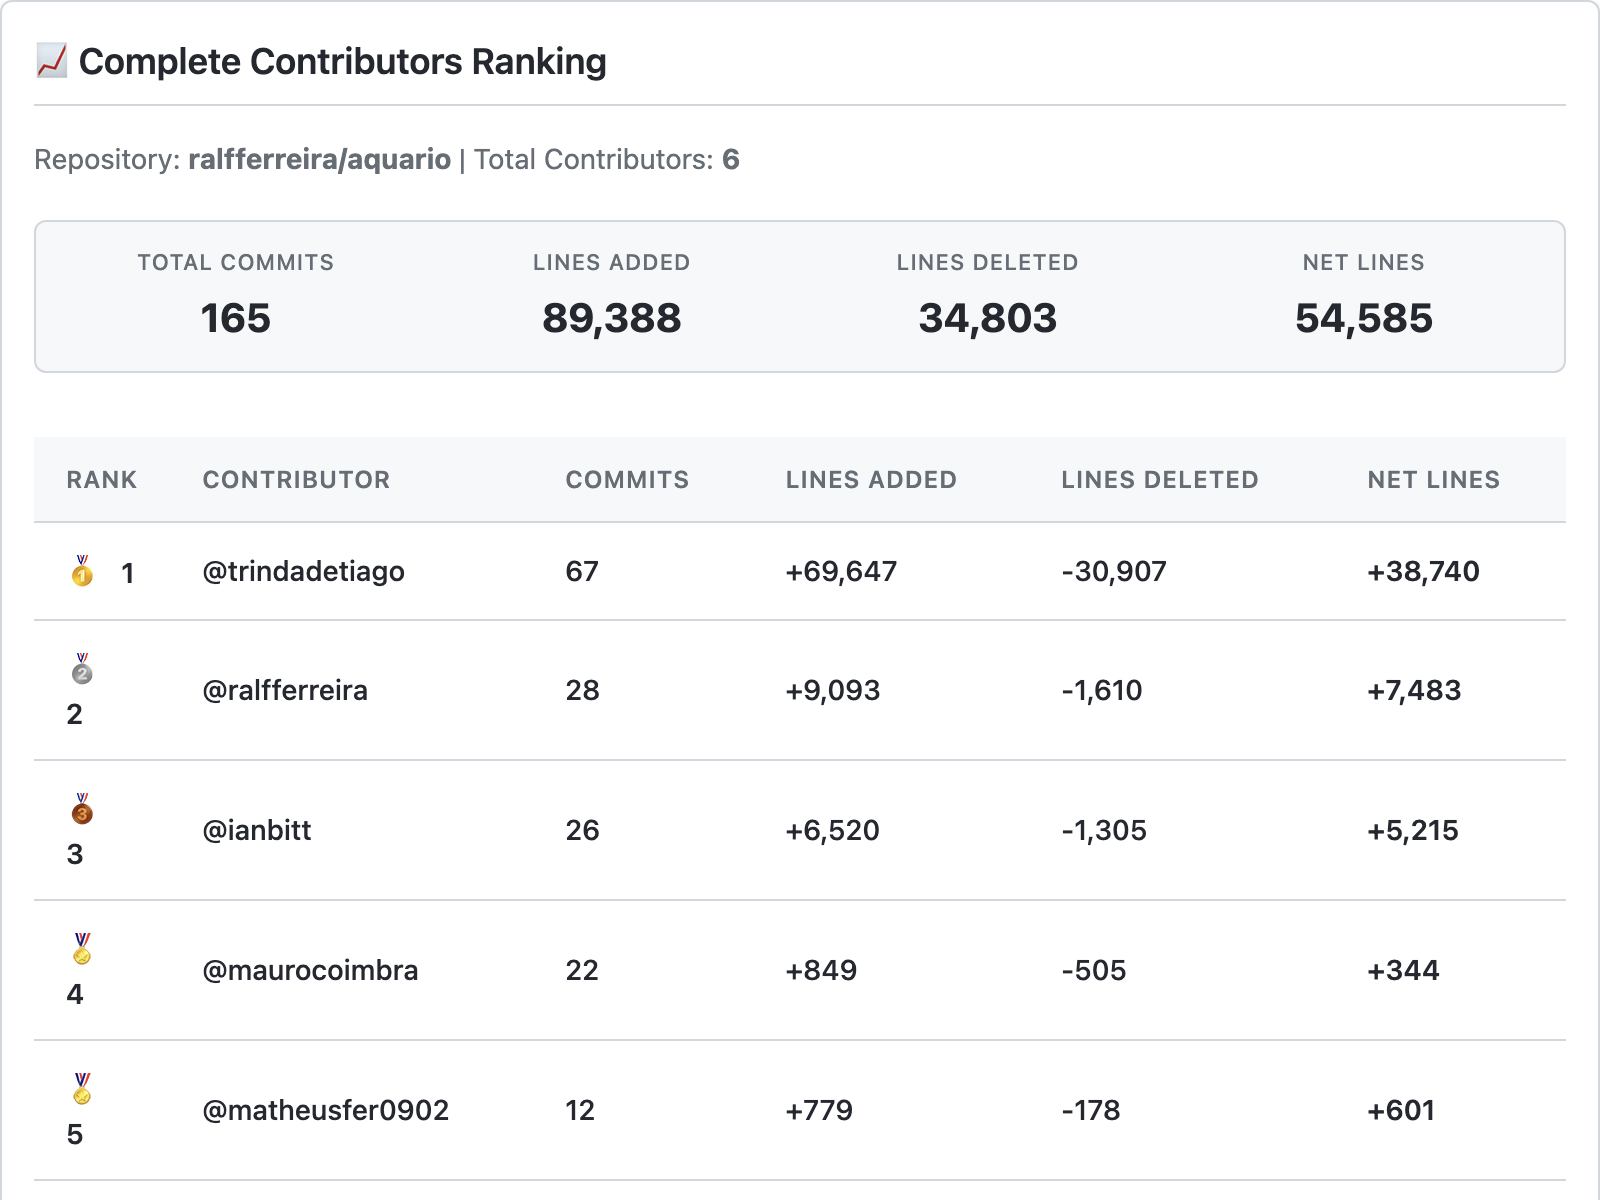 Complete Contributors Ranking
Repository: ralfferreira/aquario | Total Contributors: 6
TOTAL COMMITS LINES ADDED LINES DELETED NET LINES
165 89,388 34,803 54,585
RANK CONTRIBUTOR COMMITS LINES ADDED LINES DELETED NET LINES
1 @trindadetiago 67 +69,647 -30,907 +38,740
2 @ralfferreira 28 +9,093 -1,610 +7,483
3 @ianbitt 26 +6,520 -1,305 +5,215
4 @maurocoimbra 22 +849 -505 +344
5 @matheusfer0902 12 +779 -178 +601